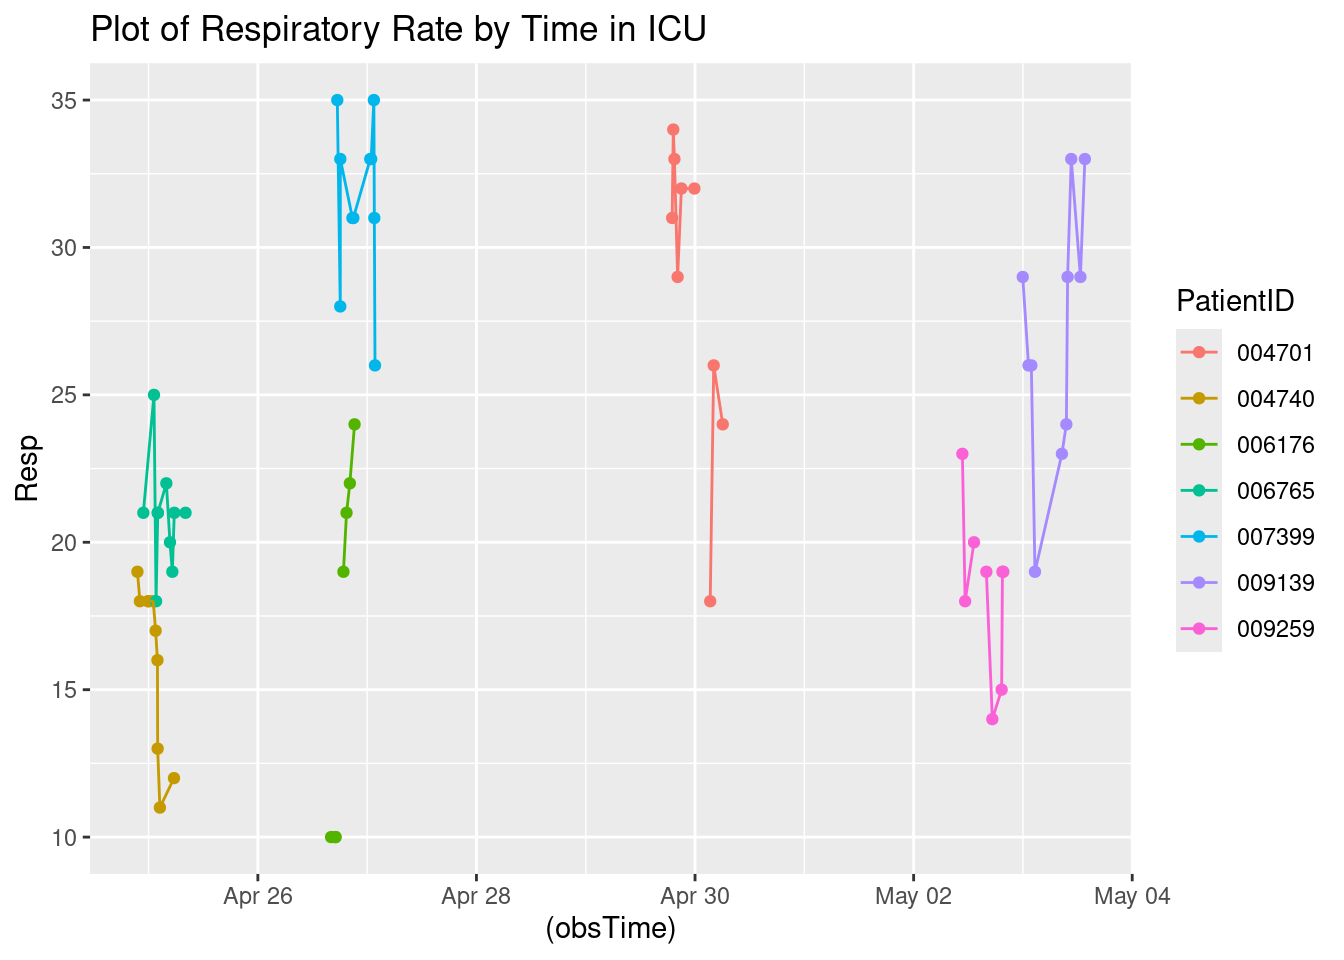 Plot of Respiratory Rate by Time in ICU
35
30
25
20
15
10
Resp
Apr 26
Apr 28
Apr 30
May 02
May 04
(obsTime)
PatientID
004701
004740
006176
006765
007399
009139
009259